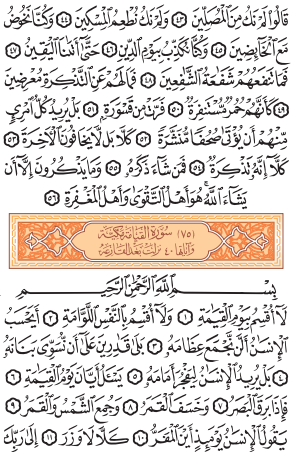 قَالُوا۟ لَمْ نَكُ مِنَ ٱلْمُصَلِّينَ ٤٣ وَلَمْ نَكُ نُطْعِمُ ٱلْمِسْكِينَ ٤٤ وَكُنَّا نَخُوضُ
مَعَ ٱلْخَآئِضِينَ ٤٥ وَكُنَّا نُكَذِّبُ بِيَوْمِ ٱلدِّينِ ٤٦ حَتَّىٰٓ أَتَىٰنَا ٱلْيَقِينُ ٤٧
فَمَا تَنفَعُهُمْ شَفَٰعَةُ ٱلشَّٰفِعِينَ ٤٨ فَمَا لَهُمْ عَنِ ٱلتَّذْكِرَةِ مُعْرِضِينَ
٤٩ كَأَنَّهُمْ حُمُرٌ مُّسْتَنفِرَةٌ ٥٠ فَرَّتْ مِن قَسْوَرَةٍۭ ٥١ بَلْ يُرِيدُ كُلُّ ٱمْرِئٍ
مِّنْهُمْ أَن يُؤْتَىٰ صُحُفًا مُّنَشَّرَةً ٥٢ كَلَّا بَل لَّا يَخَافُونَ ٱلْـَٔاخِرَةَ ٥٣
كَلَّآ إِنَّهُۥ تَذْكِرَةٌ ٥٤ فَمَن شَآءَ ذَكَرَهُۥ ٥٥ وَمَا يَذْكُرُونَ إِلَّآ أَن
يَشَآءَ ٱللَّهُ هُوَ أَهْلُ ٱلتَّقْوَىٰ وَأَهْلُ ٱلْمَغْفِرَةِ ٥٦
(٧٥) سُورَةُ القِيَامَةِ مَكِّيَّة
وَآيَاتُهَا ٤٠ نَزَلَتْ بَعْدَ القَارِعَةِ
بِسْمِ ٱللَّهِ ٱلرَّحْمَٰنِ ٱلرَّحِيمِ
لَآ أُقْسِمُ بِيَوْمِ ٱلْقِيَٰمَةِ ١ وَلَآ أُقْسِمُ بِٱلنَّفْسِ ٱللَّوَّامَةِ ٢ أَيَحْسَبُ
ٱلْإِنسَٰنُ أَلَّن نَّجْمَعَ عِظَامَهُۥ ٣ بَلَىٰ قَٰدِرِينَ عَلَىٰٓ أَن نُّسَوِّىَ بَنَانَهُۥ
٤ بَلْ يُرِيدُ ٱلْإِنسَٰنُ لِيَفْجُرَ أَمَامَهُۥ ٥ يَسْـَٔلُ أَيَّانَ يَوْمُ ٱلْقِيَٰمَةِ ٦
فَإِذَا بَرِقَ ٱلْبَصَرُ ٧ وَخَسَفَ ٱلْقَمَرُ ٨ وَجُمِعَ ٱلشَّمْسُ وَٱلْقَمَرُ ٩
يَقُولُ ٱلْإِنسَٰنُ يَوْمَئِذٍ أَيْنَ ٱلْمَفَرُّ ١٠ كَلَّا لَا وَزَرَ ١١ إِلَىٰ رَبِّكَ